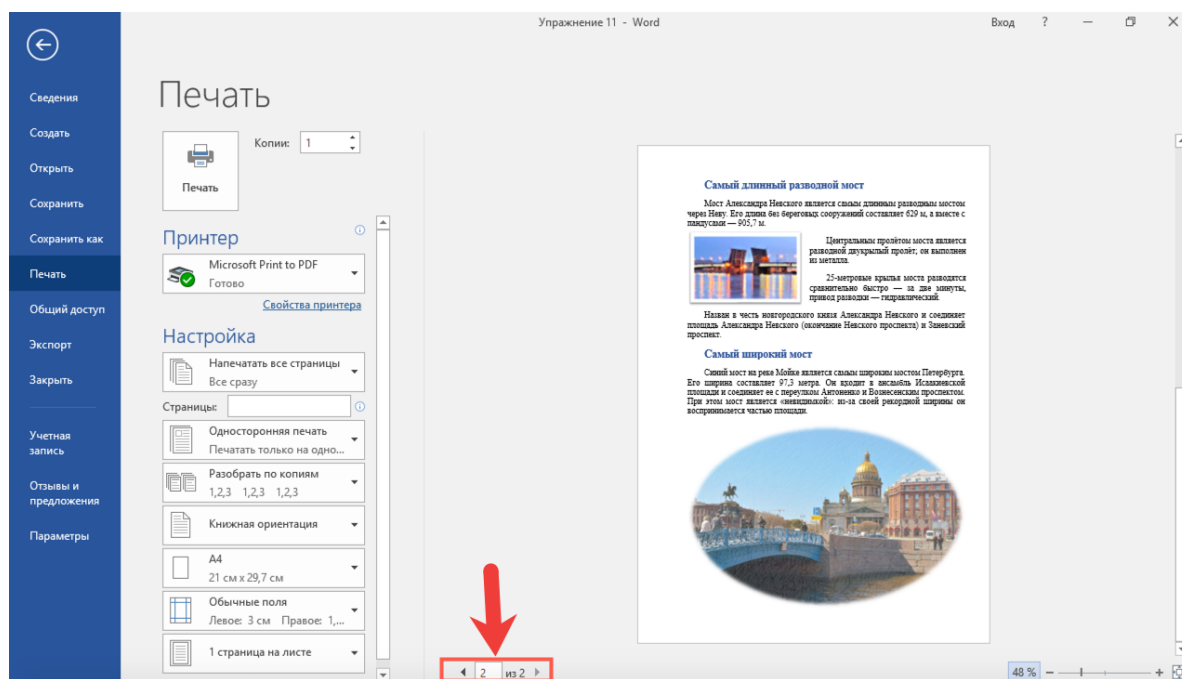 Упражнение 11 - Word
Вход ?
Сведения
Создать
Открыть
Сохранить
Сохранить как
Печать
Общий доступ
Экспорт
Закрыть
Учетная
запись
Отзывы и
предложения
Параметры
Печать
Печать
Копии: 1
Принтер
Microsoft Print to PDF
Готово
Свойства принтера
Настройка
Напечатать все страницы
Все сразу
Страницы:
Односторонняя печать
Печатать только на одно...
Разобрать по копиям
1,2,3 1,2,3 1,2,3
Книжная ориентация
A4
21 см x 29,7 см
Обычные поля
Левое: 3 см Правое: 1,...
1 страница на листе
Самый длинный разводной мост
Мост Александра Невского является самым длинным разводным мостом
через Неву. Его длина без береговых сооружений составляет 629 м, а вместе с
пандусами — 905,7 м.
Центральным пролётом моста является
разводной двукрылый пролёт; он выполнен
из металла.
25-метровые крылья моста разводятся
сравнительно быстро — за две минуты,
привод разводки — гидравлический.
Назван в честь новгородского князя Александра Невского и соединяет
площадь Александра Невского (окончание Невского проспекта) и Заневский
проспект.
Самый широкий мост
Синий мост на реке Мойке является самым широким мостом Петербурга.
Его ширина составляет 97,3 метра. Он входит в ансамбль Исаакиевской
площади и соединяет ее с переулком Антоненко и Вознесенским проспектом.
При этом мост является «невидимкой»: из-за своей рекордной ширины он
воспринимается частью площади.
2 из 2
48 %